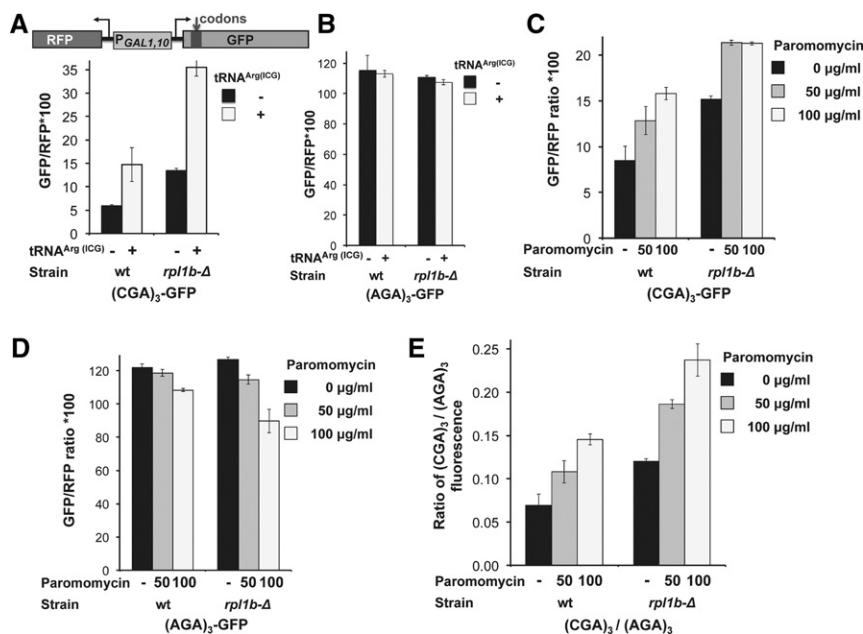 A
codons
RFP
P GAL1,10
GFP
35
30
25
20
15
10
5
0
GFP/RFP*100
tRNA Arg(ICG)
-
+
tRNA Arg (ICG) - + - +
Strain wt rpl1b-Δ
(CGA)3-GFP
B
120
100
80
60
40
20
0
GFP/RFP*100
tRNA Arg(ICG)
-
+
tRNA Arg (ICG) - + - +
Strain wt rpl1b-Δ
(AGA)3-GFP
C
20
15
10
5
0
GFP/RFP ratio *100
Paromomycin
0 µg/ml
50 µg/ml
100 µg/ml
Paromomycin - 50 100 - 50 100
Strain wt rpl1b-Δ
(CGA)3-GFP
D
120
100
80
60
40
20
0
GFP/RFP ratio *100
Paromomycin
0 µg/ml
50 µg/ml
100 µg/ml
Paromomycin - 50 100 - 50 100
Strain wt rpl1b-Δ
(AGA)3-GFP
E
0.25
0.20
0.15
0.10
0.05
0.00
Ratio of (CGA)3 / (AGA)3
fluorescence
Paromomycin
0 µg/ml
50 µg/ml
100 µg/ml
Paromomycin - 50 100 - 50 100
Strain wt rpl1b-Δ
(CGA)3 / (AGA)3